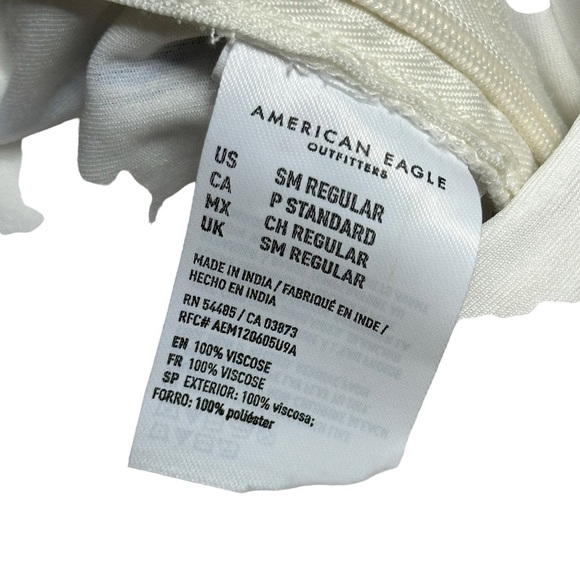 AMERICAN EAGLE
OUTFITTERS
US SM REGULAR
CA P STANDARD
MX CH REGULAR
UK SM REGULAR
MADE IN INDIA / FABRIQUÉ EN INDE /
HECHO EN INDIA
RN 54485 / CA 03873
RFC# AEM120605U9A
EN 100% VISCOSE
FR 100% VISCOSE
SP EXTERIOR: 100% viscosa;
FORRO: 100% poliéster